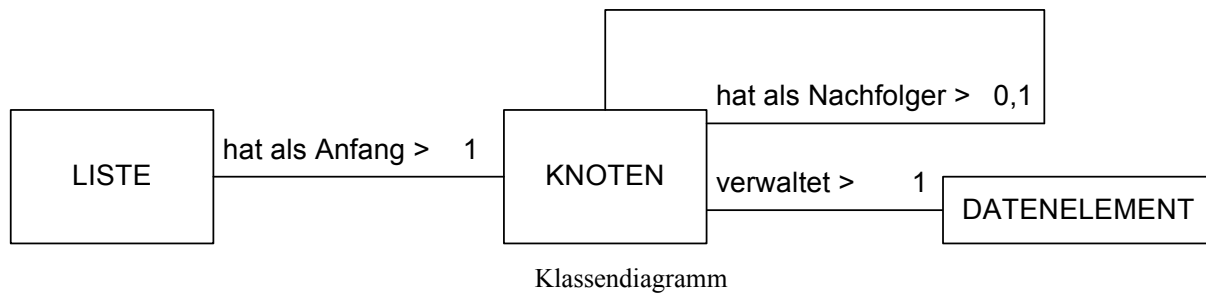 hat als Nachfolger > 0,1
hat als Anfang > 1
LISTE
KNOTEN
verwaltet > 1
DATENELEMENT
Klassendiagramm